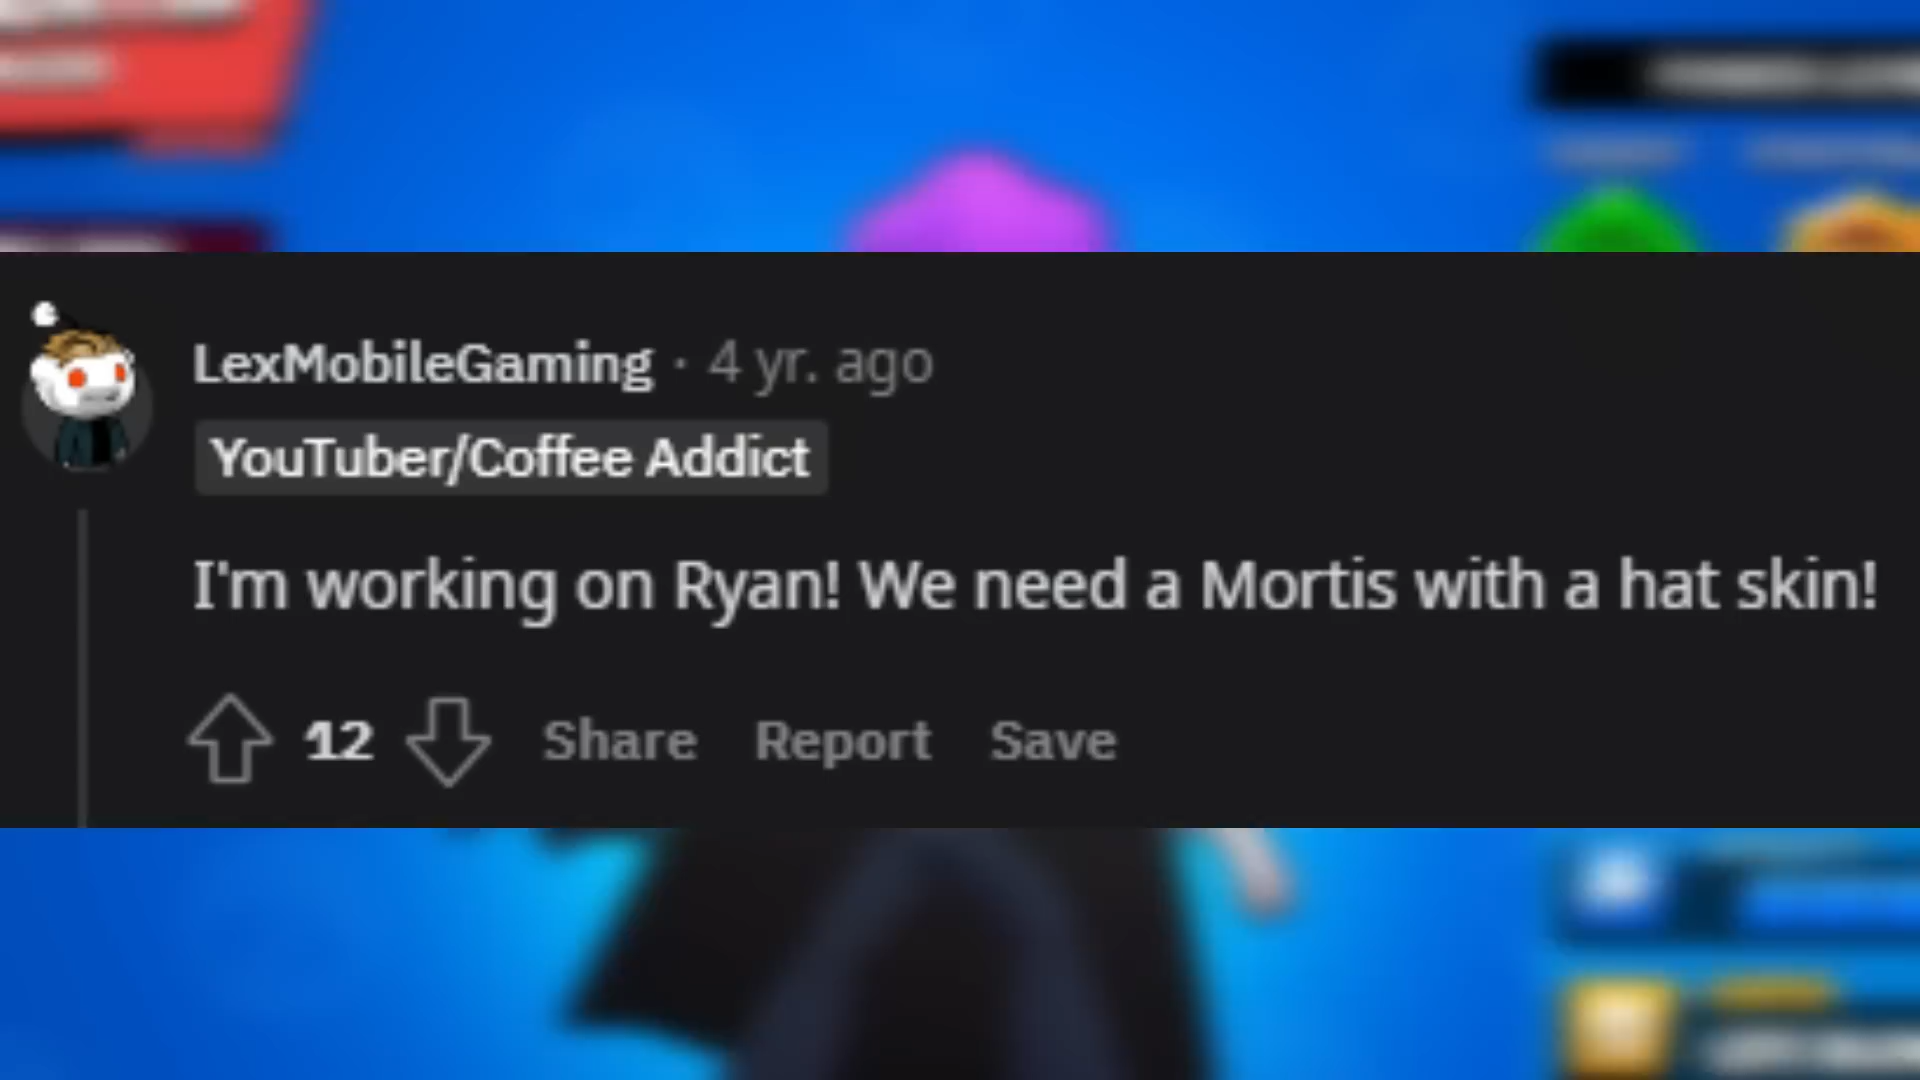 LexMobileGaming · 4 yr. ago
YouTuber/Coffee Addict
I'm working on Ryan! We need a Mortis with a hat skin!
12 Share Report Save